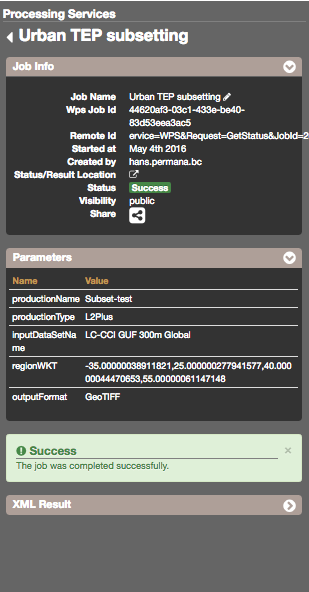 Processing Services
Urban TEP subsetting
Job Info
Job Name Urban TEP subsetting
Wps Job id 44620af3-03c1-433e-be40-
83d53eea3ac5
Remote Id ervice=WPS&Request=GetStatus&JobId=2
Started at May 4th 2016
Created by hans.permana.bc
Status/Result Location
Status Success
Visibility public
Share
Parameters
Name Value
productionName Subset-test
productionType L2Plus
inputDataSetNa LC-CCI GUF 300m Global
me
regionWKT -35.00000038911821,25.000000277941577,40.000
000044470653,55.00000061147148
outputFormat GeoTIFF
Success ×
The job was completed successfully.
XML Result